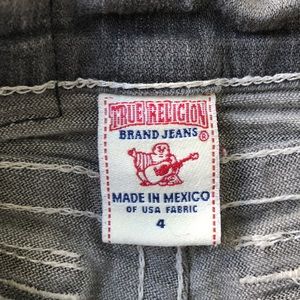 TRUE RELIGION
BRAND JEANS®
MADE IN MEXICO
OF USA FABRIC
4